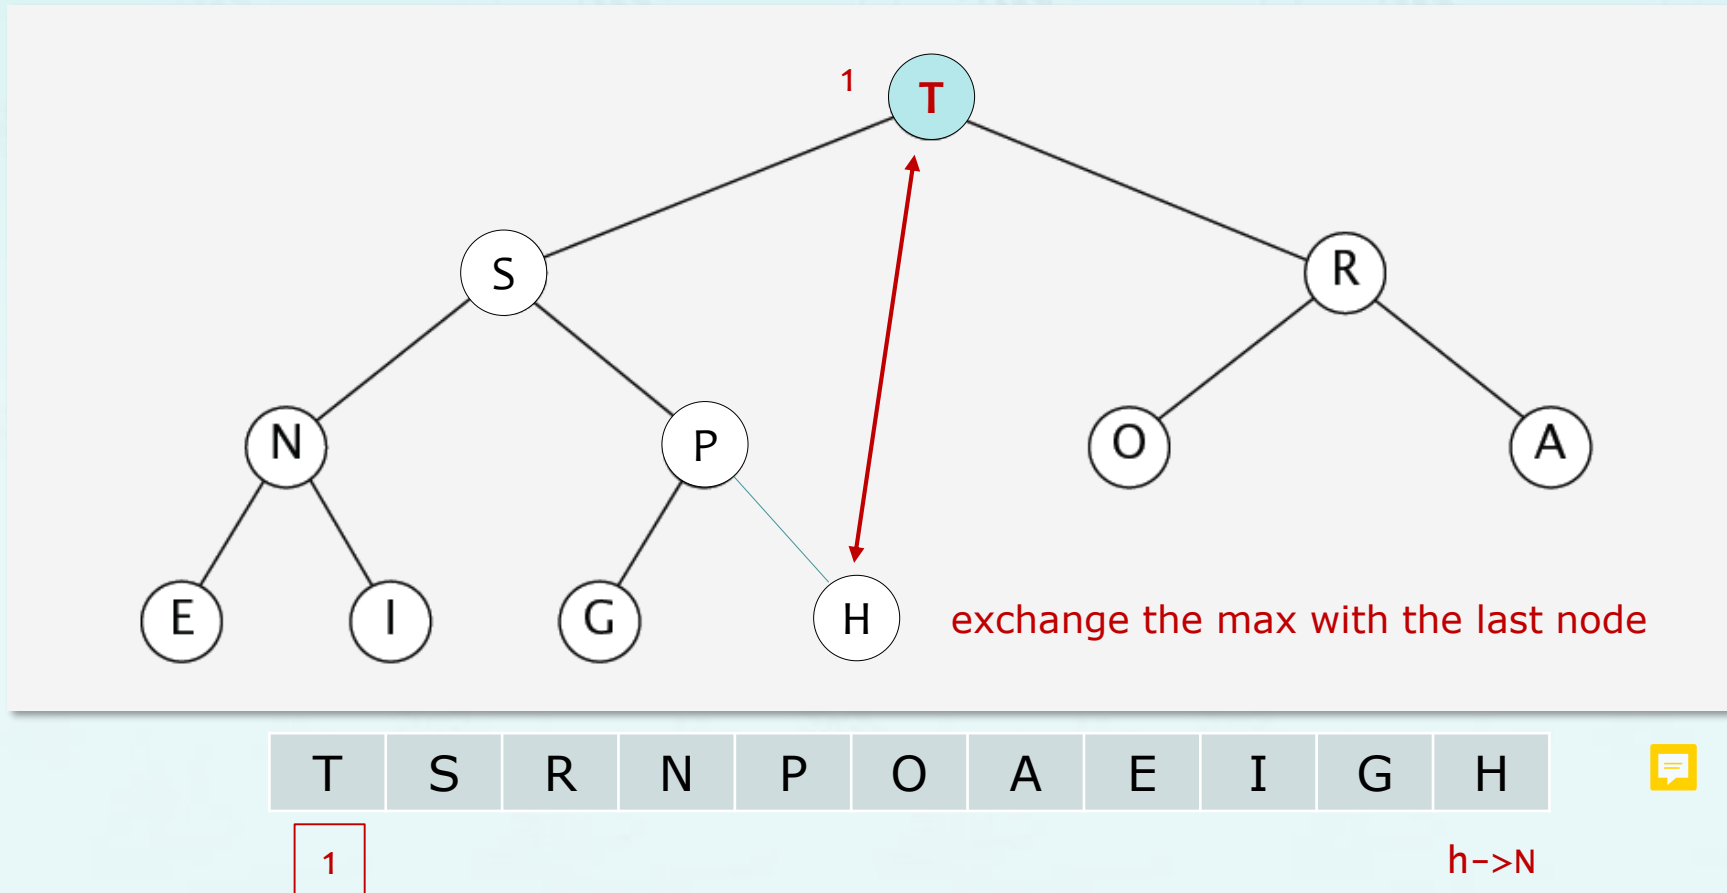 1 T
S R
N P O A
E I G H exchange the max with the last node
T S R N P O A E I G H
1 h->N